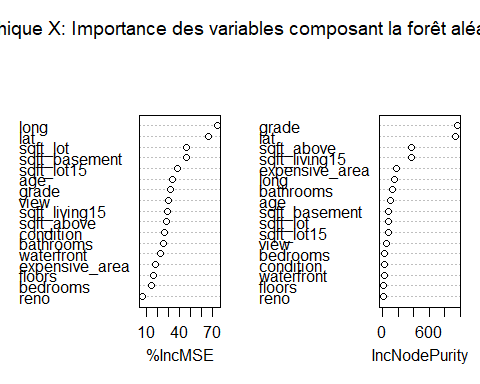 nique X: Importance des variables composant la forêt aléa
long
lat
sqft_lot
sqft_basement
sqft_lot15
age
grade
view
sqft_living15
sqft_above
condition
bathrooms
waterfront
expensive_area
floors
bedrooms
reno
10 40 70
%IncMSE
grade
lat
sqft_above
sqft_living15
expensive_area
long
bathrooms
age
sqft_basement
sqft_lot
sqft_lot15
view
bedrooms
condition
waterfront
floors
reno
0 600
IncNodePurity